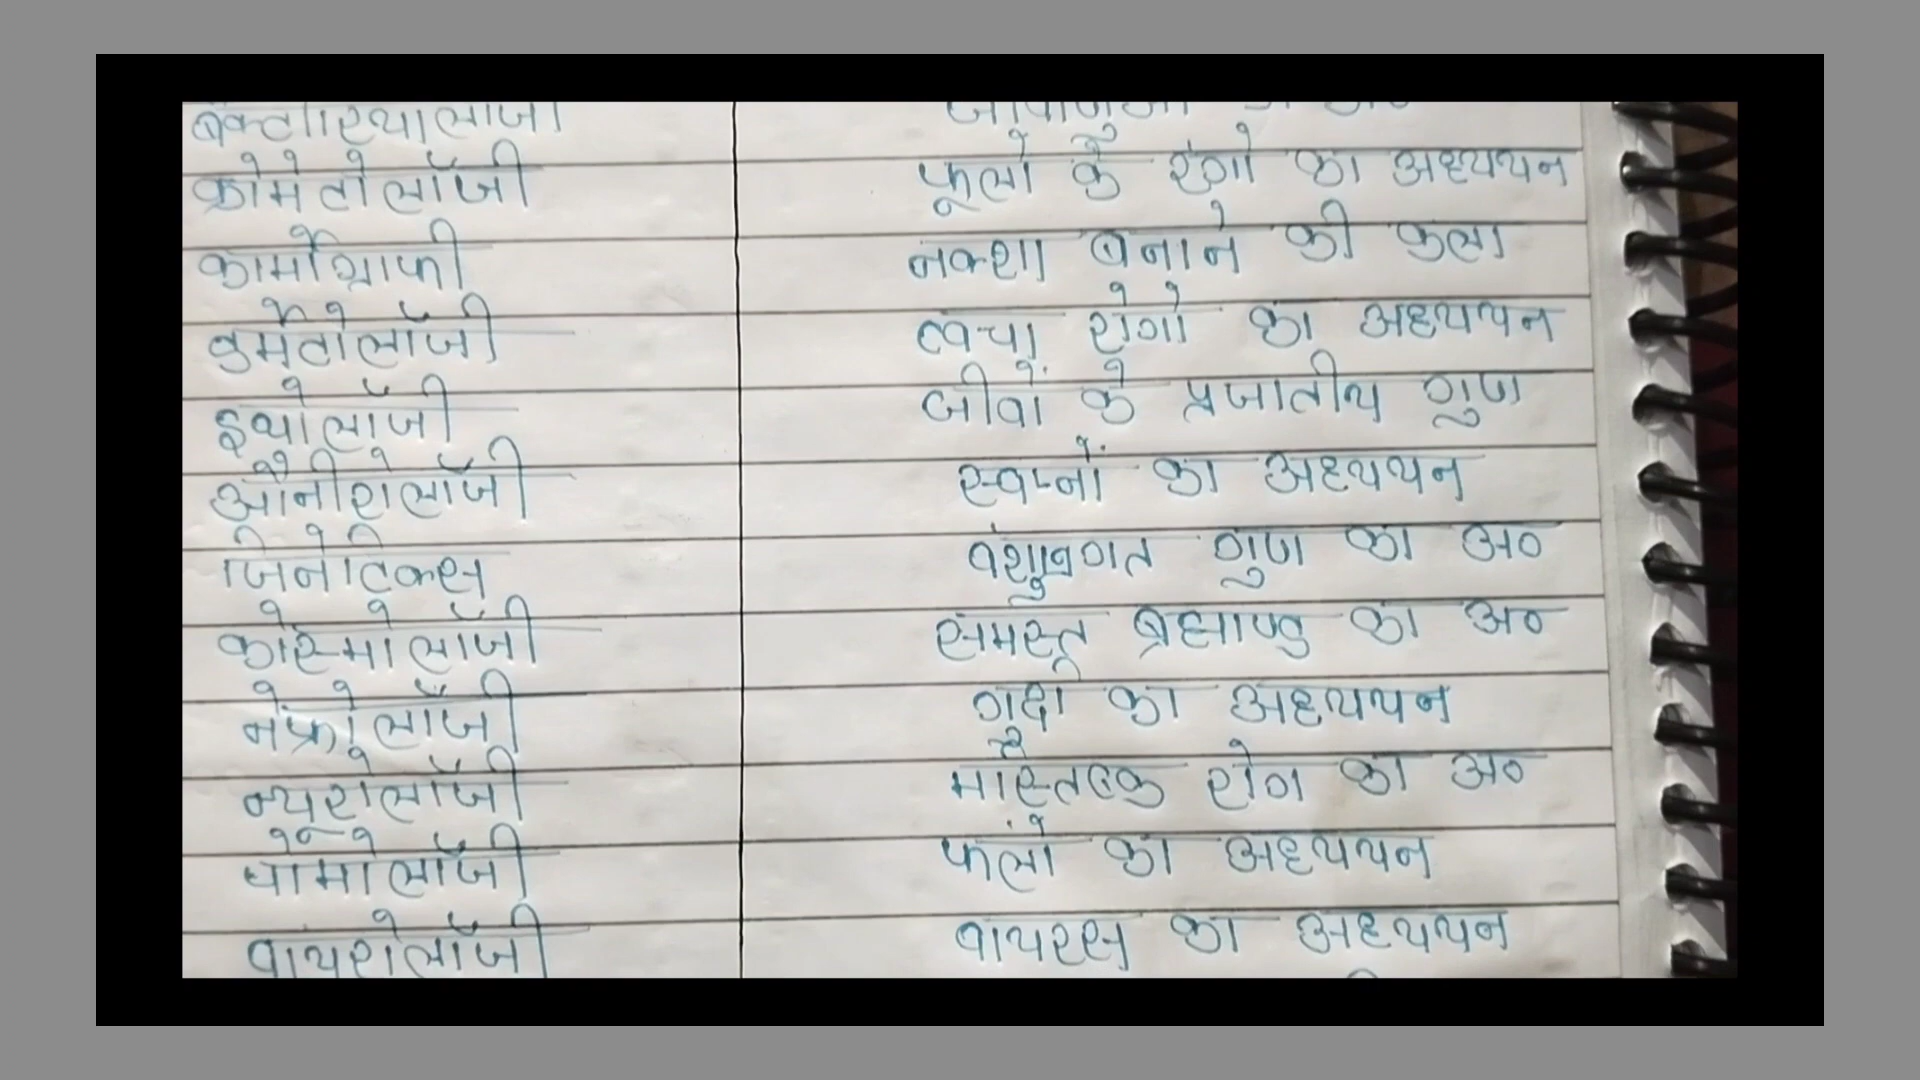 बैक्टीरियोलॉजी
क्रोमेटोलॉजी फूलों के रंगो का अध्ययन
कार्मोग्राफी नक्शा बनाने की कला
डर्मेटोलॉजी त्वचा रोगो का अध्ययन
इथोलॉजी जीवों के प्रजातीय गुण
औनीरोलॉजी स्वप्नों का अध्ययन
जिनेटिक्स वंशानुगत गुण का अ०
कोस्मोलॉजी समस्त ब्रह्माण्ड का अ०
नेफ्रोलॉजी गुर्दा का अध्ययन
न्यूरोलॉजी मस्तिष्क रोग का अ०
पोमोलॉजी फलों का अध्ययन
वायरोलॉजी वायरस का अध्ययन